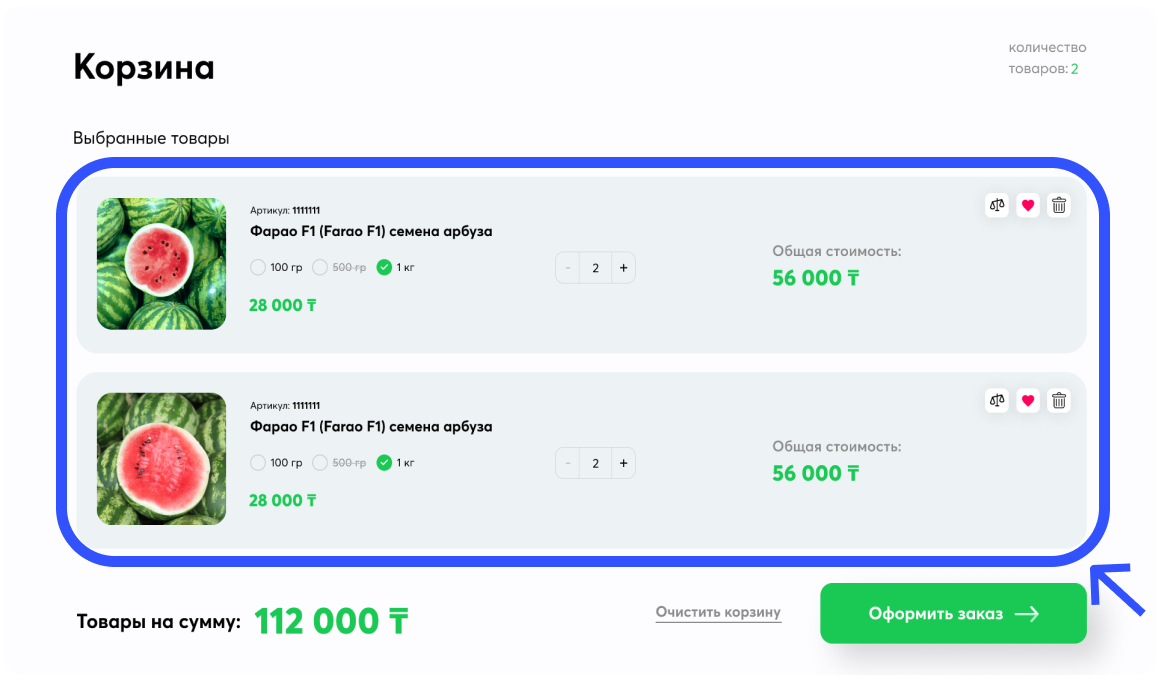 Корзина
количество
товаров: 2
Выбранные товары
Артикул: 1111111
Фарао F1 (Farao F1) семена арбуза
100 гр 500 гр 1 кг
- 2 +
28 000 ₸
Общая стоимость:
56 000 ₸
Артикул: 1111111
Фарао F1 (Farao F1) семена арбуза
100 гр 500 гр 1 кг
- 2 +
28 000 ₸
Общая стоимость:
56 000 ₸
Товары на сумму: 112 000 ₸
Очистить корзину
Оформить заказ